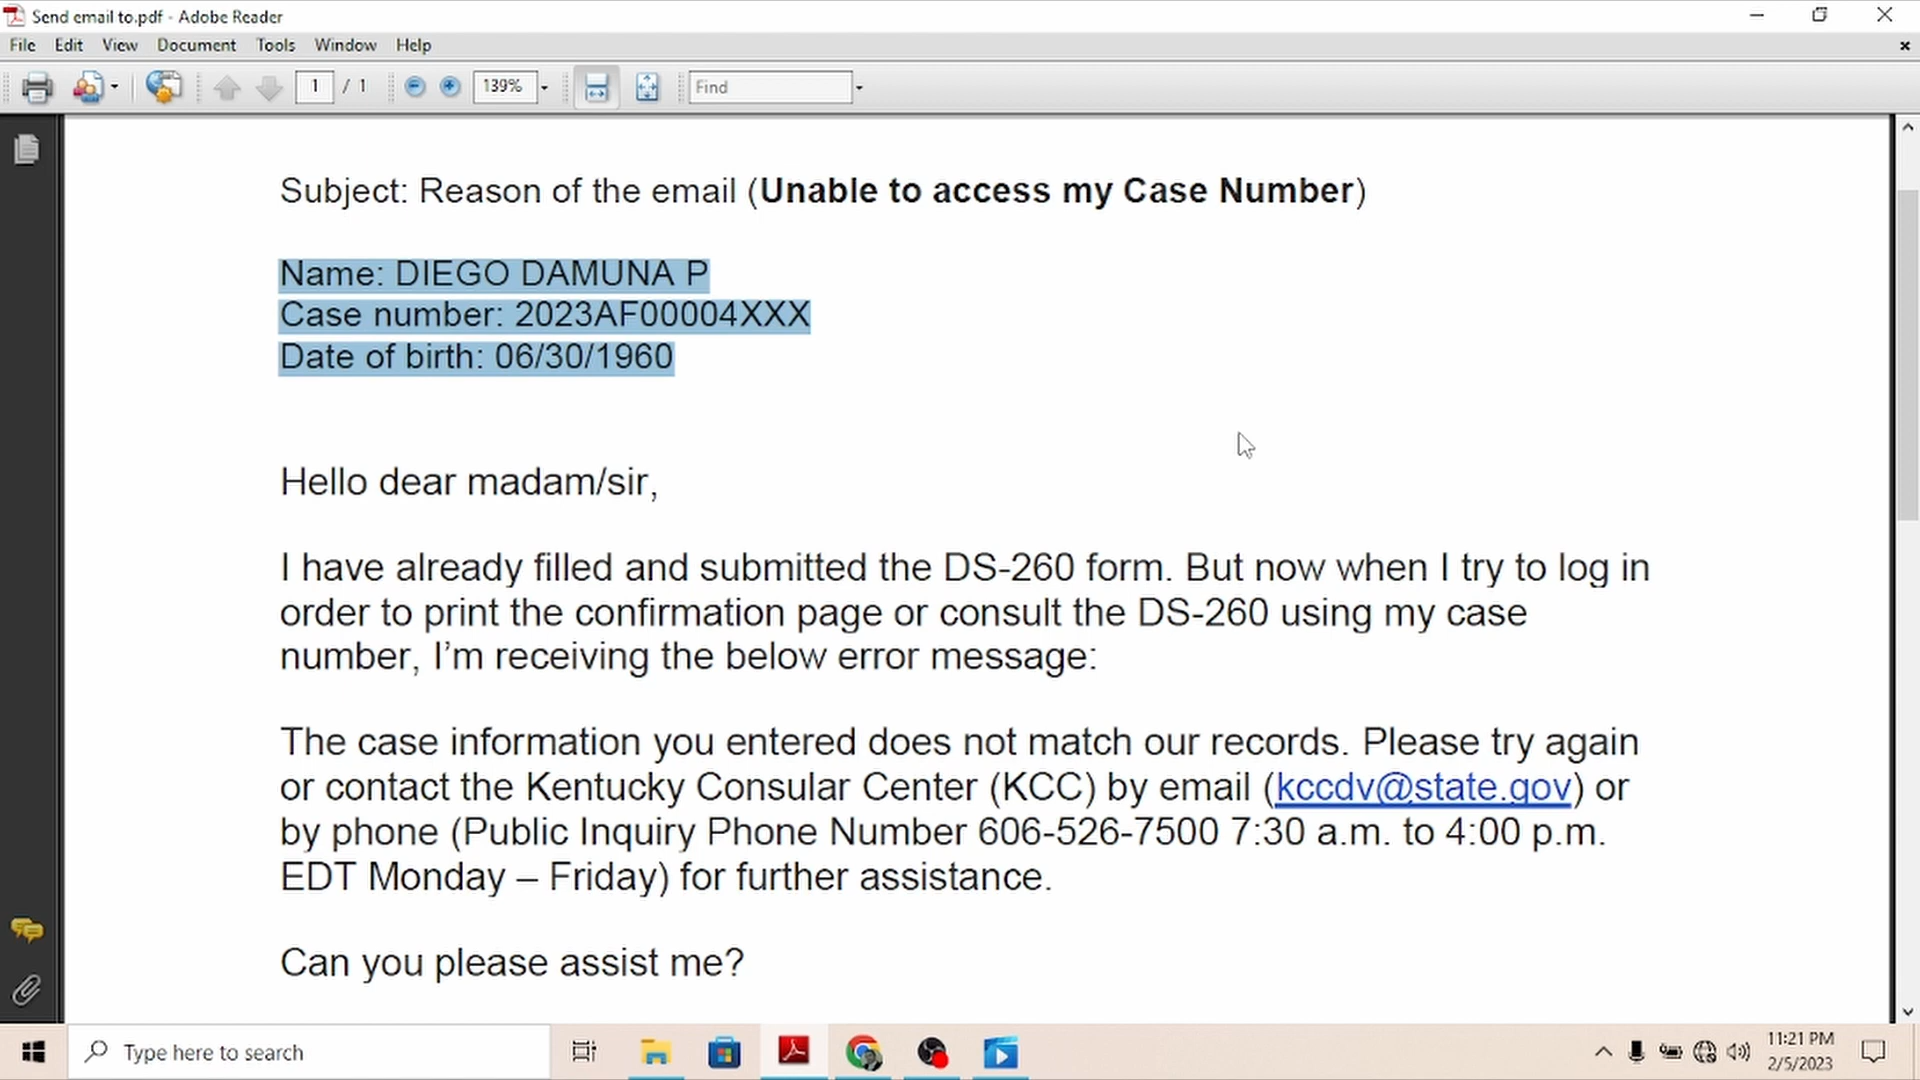 Send email to.pdf - Adobe Reader
File Edit View Document Tools Window Help
1 / 1 139% Find
Subject: Reason of the email (Unable to access my Case Number)
Name: DIEGO DAMUNA P
Case number: 2023AF00004XXX
Date of birth: 06/30/1960
Hello dear madam/sir,
I have already filled and submitted the DS-260 form. But now when I try to log in
order to print the confirmation page or consult the DS-260 using my case
number, I’m receiving the below error message:
The case information you entered does not match our records. Please try again
or contact the Kentucky Consular Center (KCC) by email (kccdv@state.gov) or
by phone (Public Inquiry Phone Number 606-526-7500 7:30 a.m. to 4:00 p.m.
EDT Monday – Friday) for further assistance.
Can you please assist me?
Type here to search
11:21 PM
2/5/2023